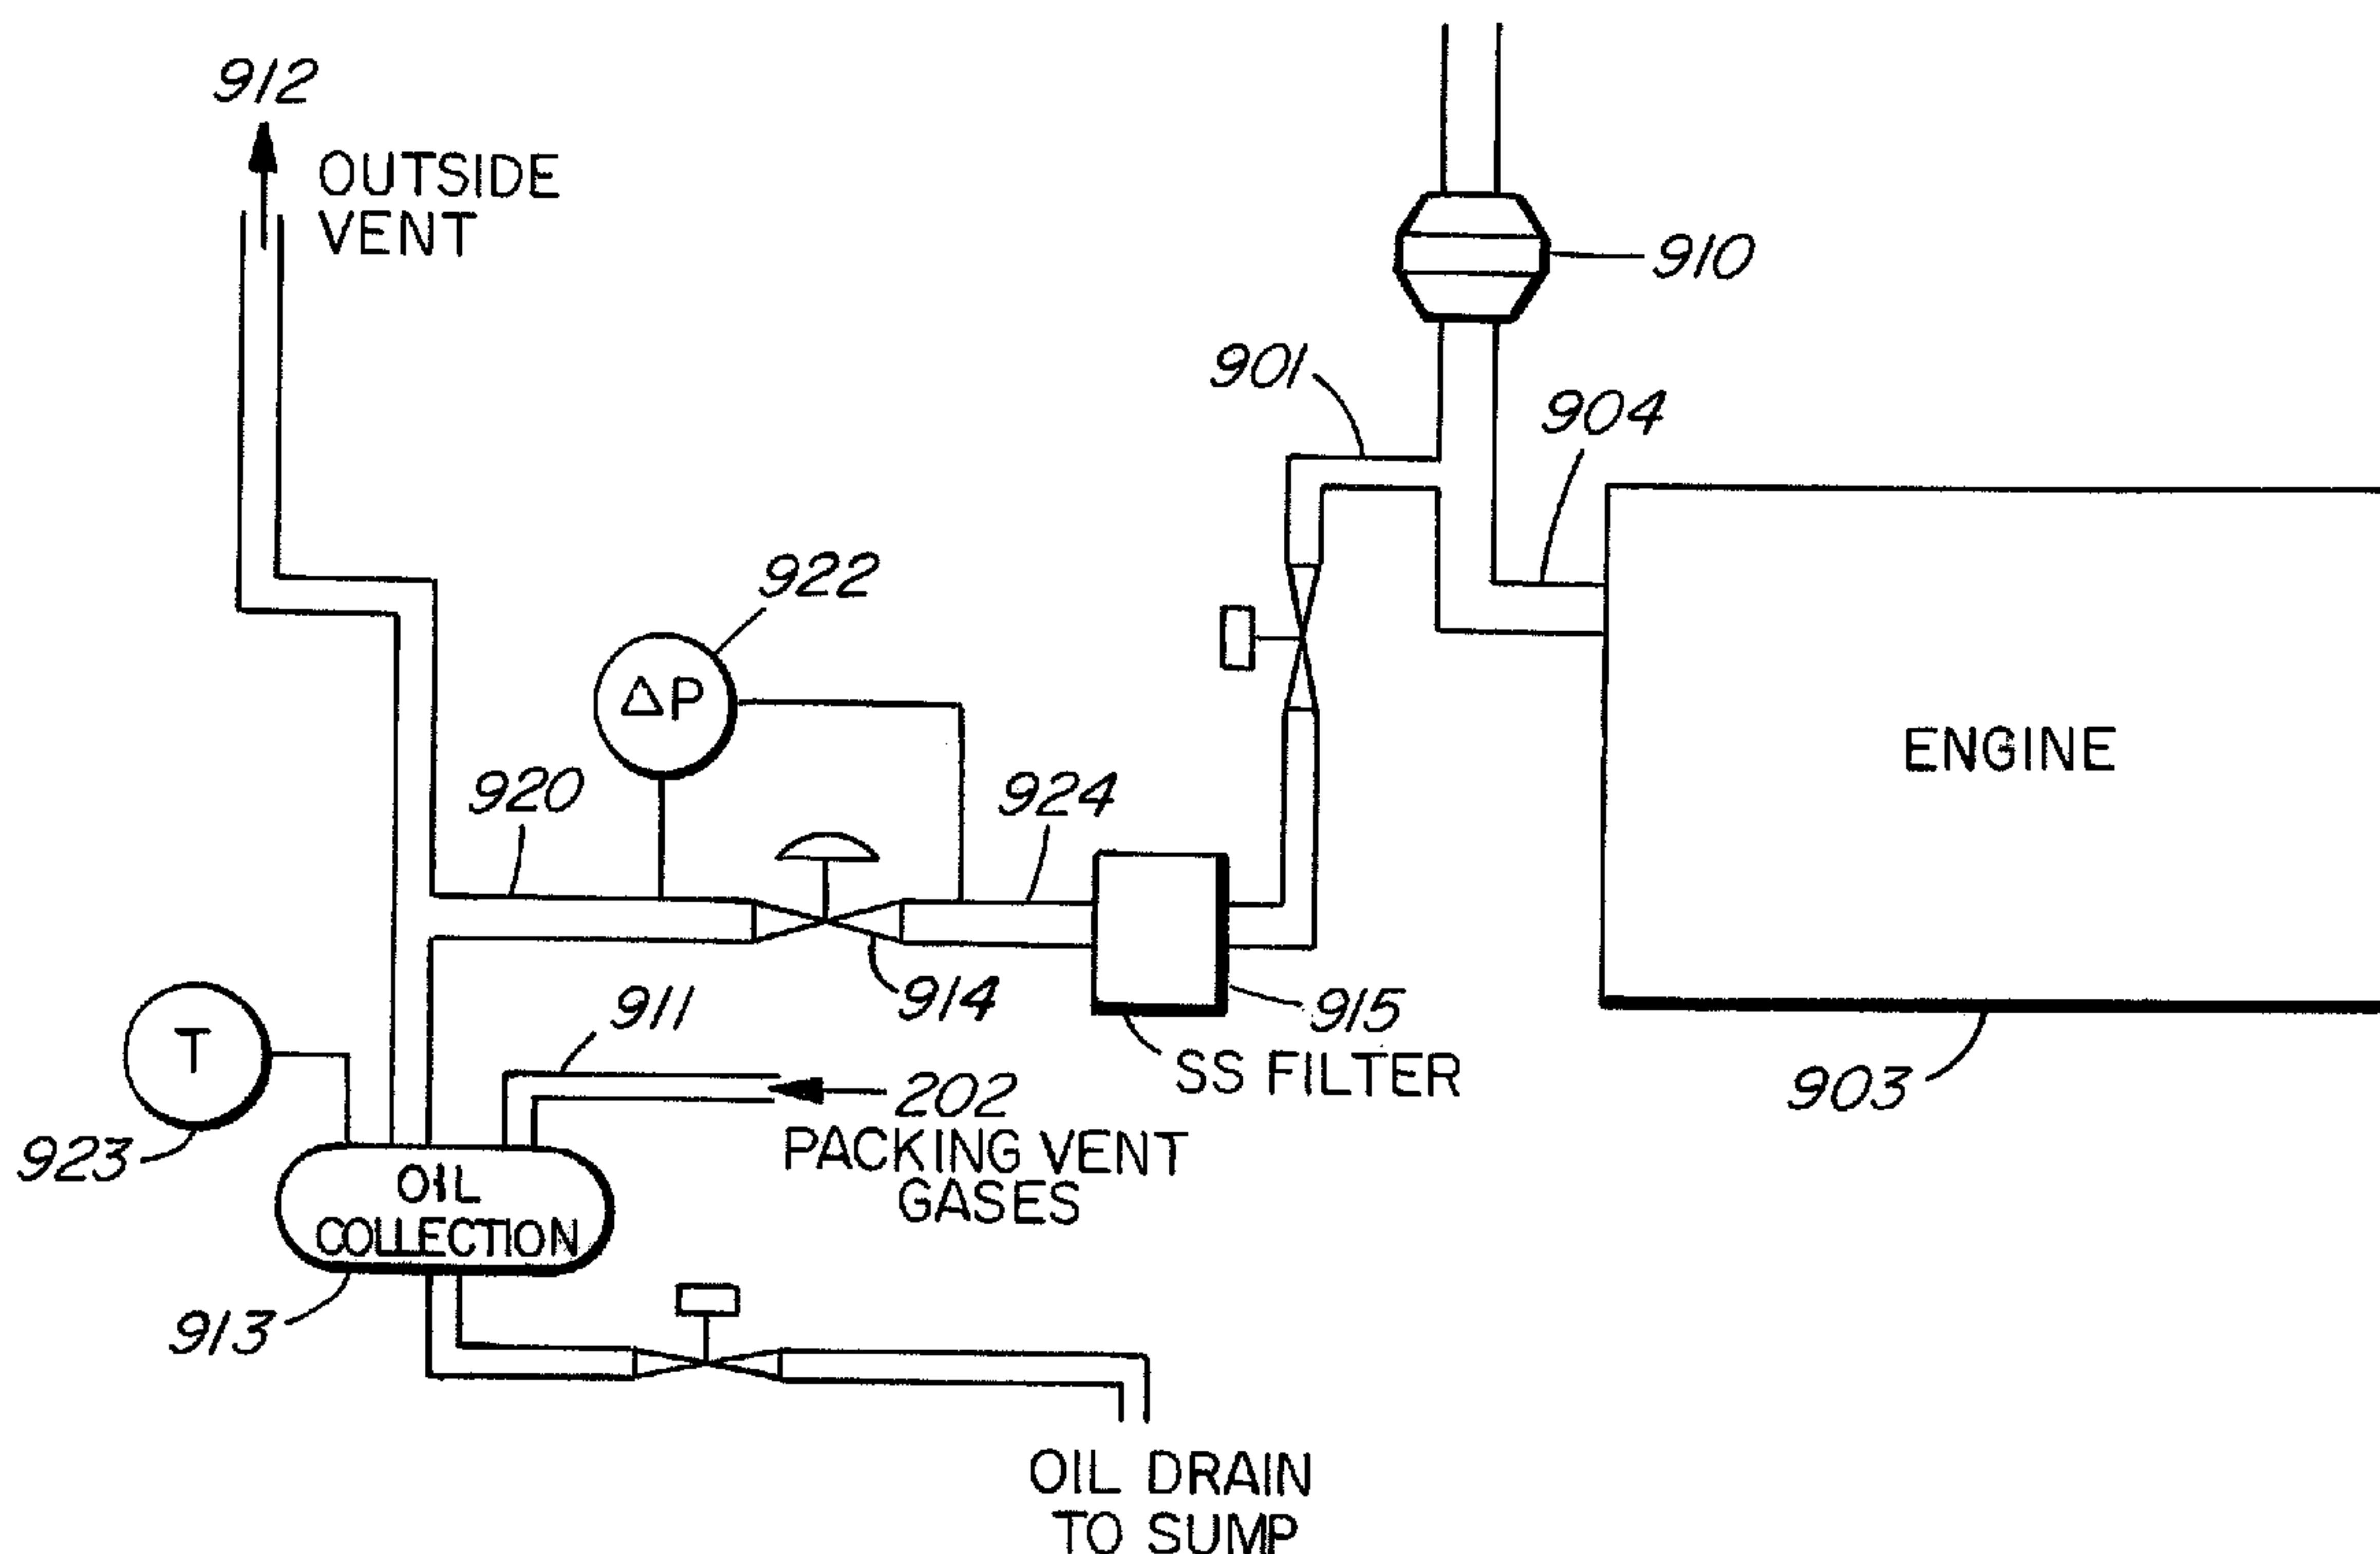 912
OUTSIDE
VENT
910
901
904
922
ΔP
ENGINE
920
924
914
911
915
T
SS FILTER
202
903
PACKING VENT
GASES
923
OIL
COLLECTION
913
OIL DRAIN
TO SUMP